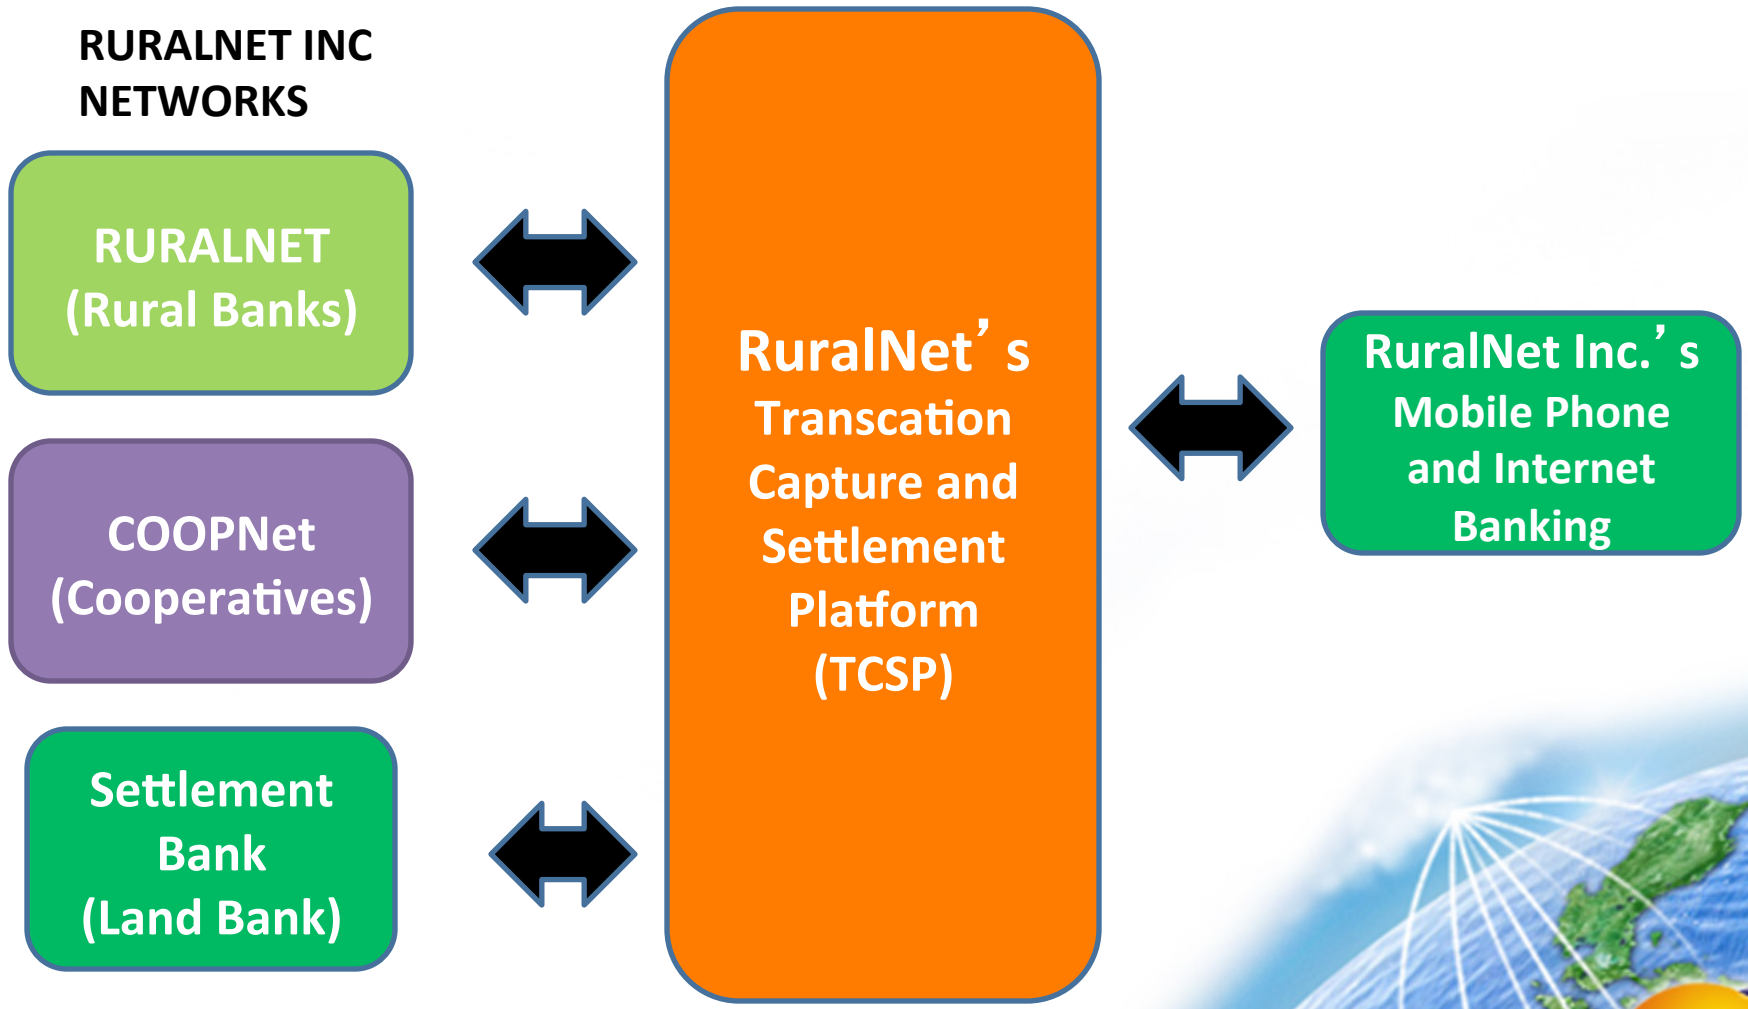 RURALNET INC
NETWORKS
RURALNET
(Rural Banks)
COOPNet
(Cooperatives)
Settlement
Bank
(Land Bank)
RuralNet’s
Transcation
Capture and
Settlement
Platform
(TCSP)
RuralNet Inc.’s
Mobile Phone
and Internet
Banking